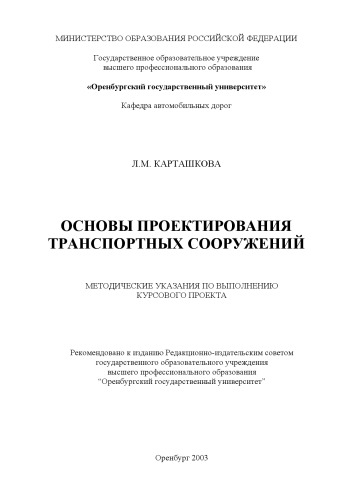 МИНИСТЕРСТВО ОБРАЗОВАНИЯ РОССИЙСКОЙ ФЕДЕРАЦИИ
Государственное образовательное учреждение
высшего профессионального образования
«Оренбургский государственный университет»
Кафедра автомобильных дорог
Л.М. КАРТАШКОВА
ОСНОВЫ ПРОЕКТИРОВАНИЯ
ТРАНСПОРТНЫХ СООРУЖЕНИЙ
МЕТОДИЧЕСКИЕ УКАЗАНИЯ ПО ВЫПОЛНЕНИЮ
КУРСОВОГО ПРОЕКТА
Рекомендовано к изданию Редакционно-издательским советом
государственного образовательного учреждения
высшего профессионального образования
"Оренбургский государственный университет"
Оренбург 2003